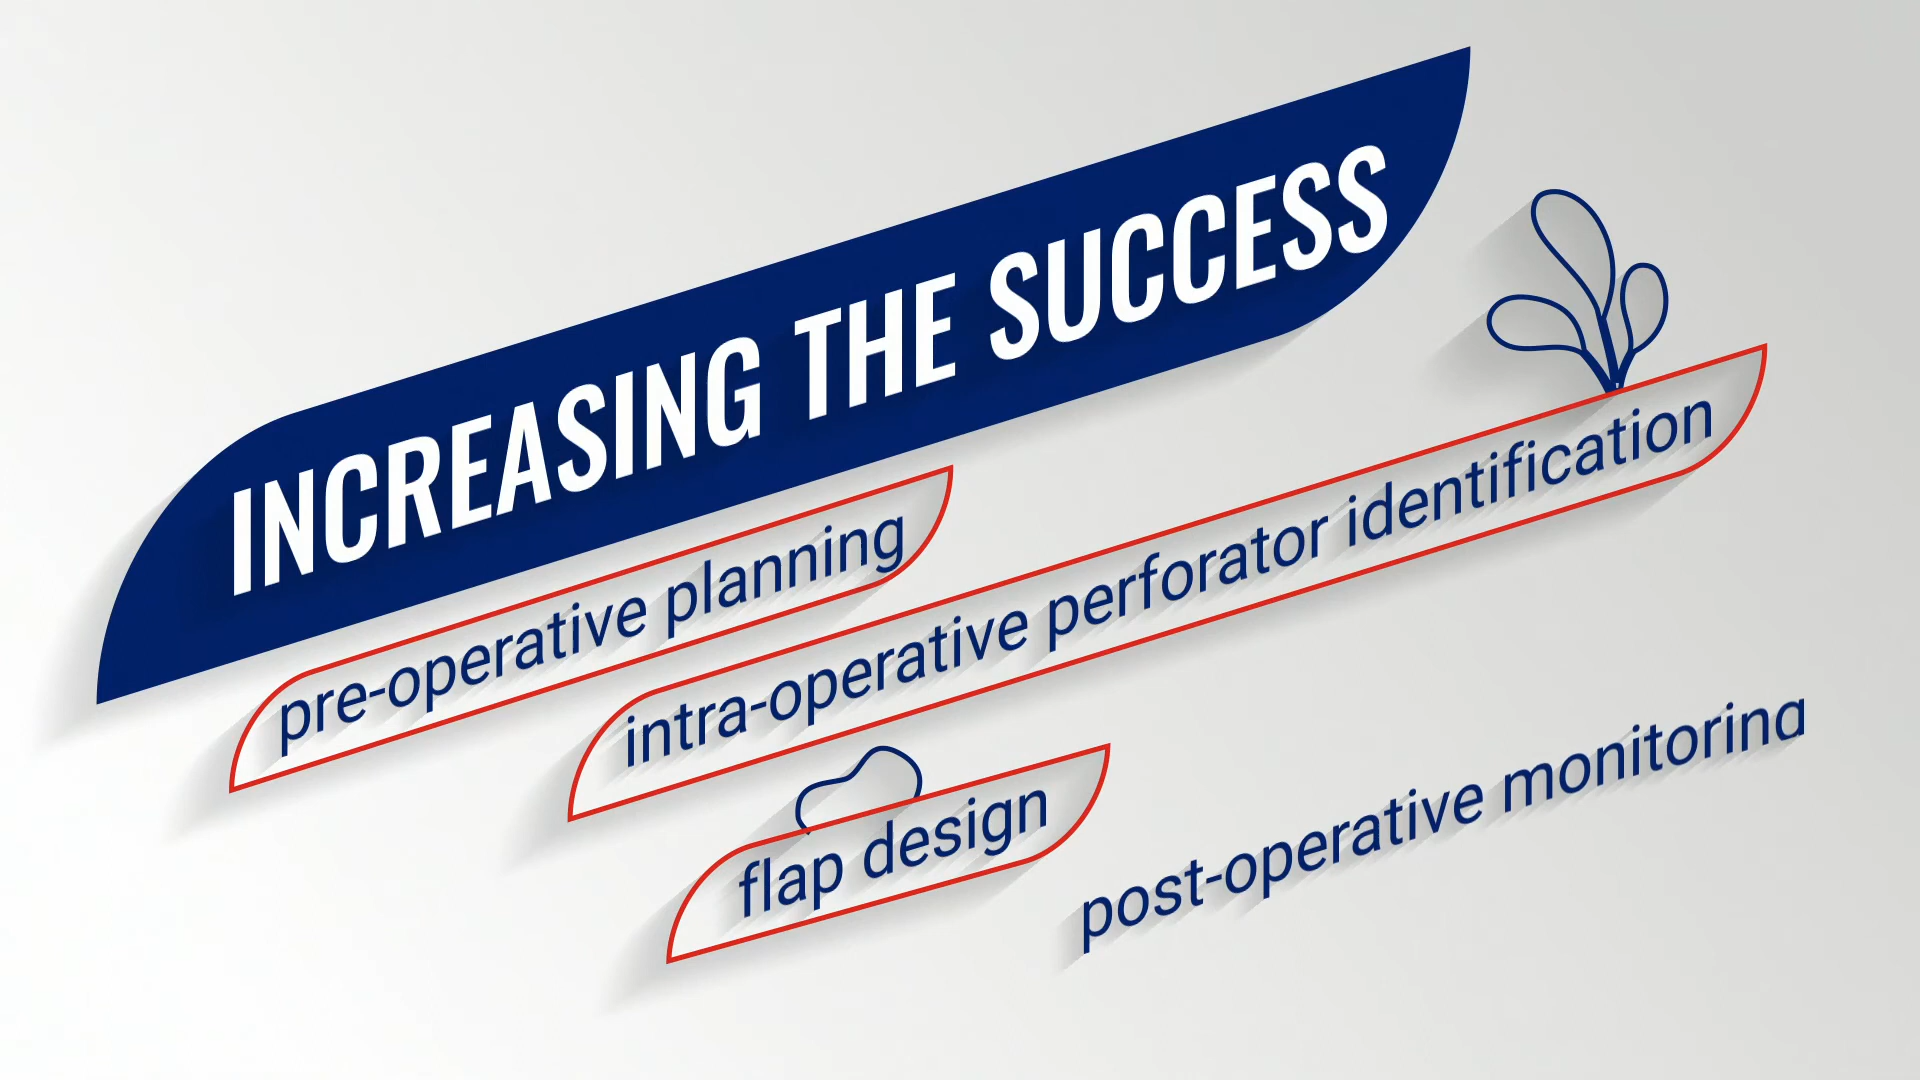 INCREASING THE SUCCESS
pre-operative planning
intra-operative perforator identification
flap design
post-operative monitoring